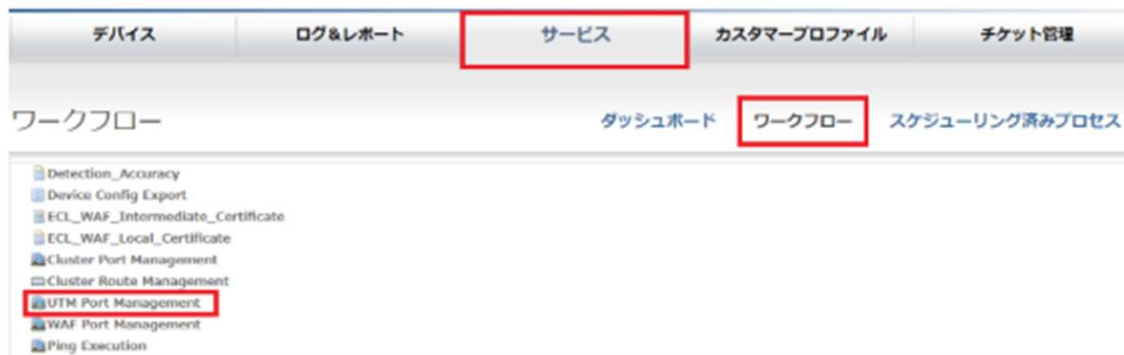 デバイス ログ&レポート サービス カスタマープロファイル チケット管理
ワークフロー ダッシュボード ワークフロー スケジューリング済みプロセス
Detection_Accuracy
Device Config Export
ECL_WAF_Intermediate_Certificate
ECL_WAF_Local_Certificate
Cluster Port Management
Cluster Route Management
UTM Port Management
WAF Port Management
Ping Execution